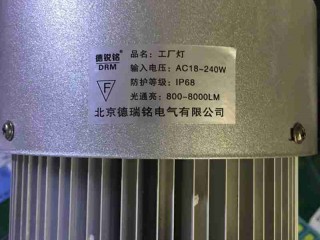 德锐铭
DRM
F
品名：工厂灯
输入电压：AC18-240W
防护等级：IP68
光通亮：800-8000LM
北京德瑞铭电气有限公司